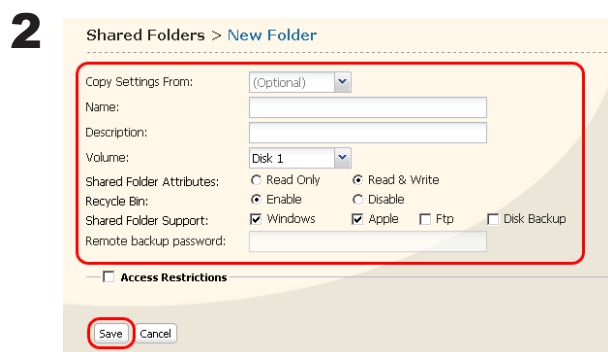 2
Shared Folders > New Folder
Copy Settings From: (Optional)
Name:
Description:
Volume: Disk 1
Shared Folder Attributes: Read Only Read & Write
Recycle Bin: Enable Disable
Shared Folder Support: Windows Apple Ftp Disk Backup
Remote backup password:
Access Restrictions
Save Cancel